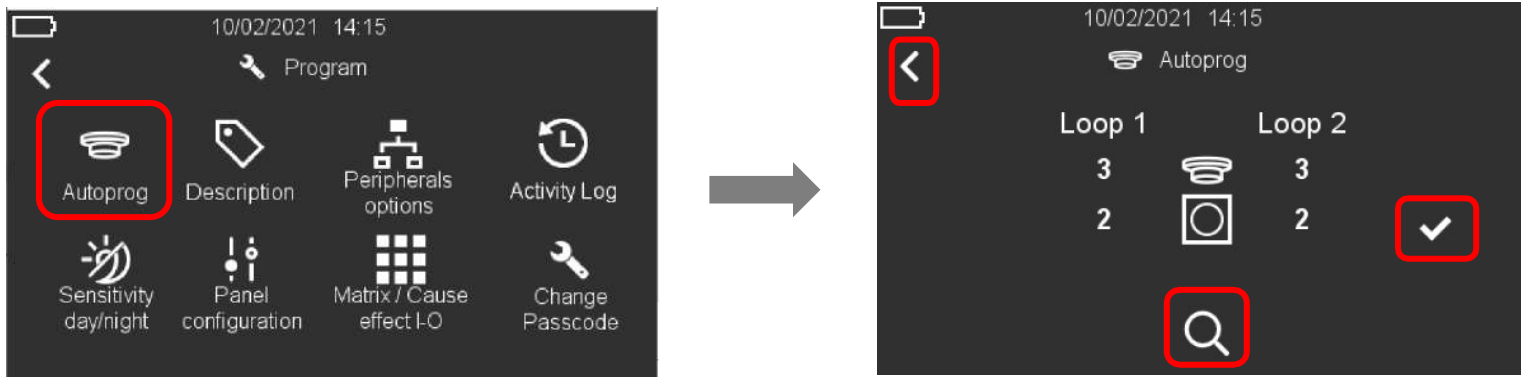 10/02/2021 14:15
Program
Autoprog
Description
Peripherals
options
Activity Log
Sensitivity
day/night
Panel
configuration
Matrix / Cause
effect I-O
Change
Passcode
10/02/2021 14:15
Autoprog
Loop 1 Loop 2
3 3
2 2